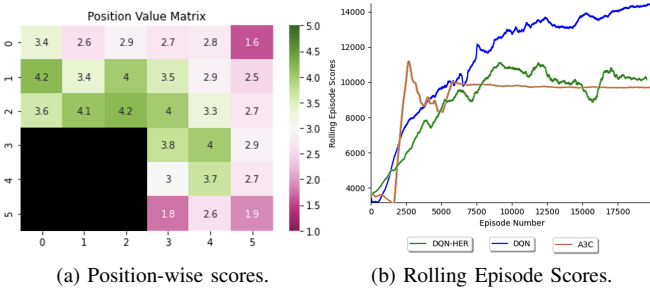 Position Value Matrix
0 3.4 2.6 2.9 2.7 2.8 1.6
1 4.2 3.4 4 3.5 2.9 2.5
2 3.6 4.1 4.2 4 3.3 2.7
3 3.8 4 2.9
4 3 3.7 2.7
5 1.8 2.6 1.9
0 1 2 3 4 5
5.0
4.5
4.0
3.5
3.0
2.5
2.0
1.5
1.0
(a) Position-wise scores.
Rolling Episode Scores
14000
12000
10000
8000
6000
4000
0 2500 5000 7500 10000 12500 15000 17500
Episode Number
DQN-HER DQN A3C
(b) Rolling Episode Scores.